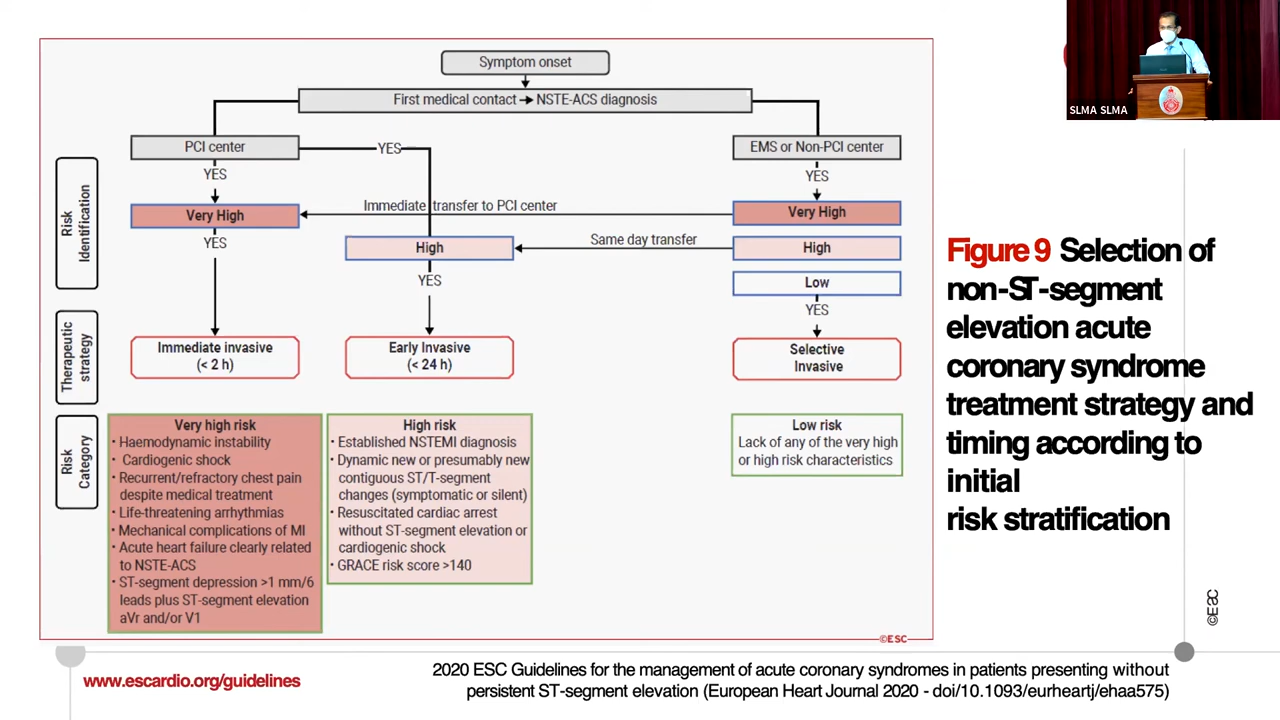 Symptom onset
First medical contact → NSTE-ACS diagnosis
PCI center
YES
EMS or Non-PCI center
YES
YES
Risk
Identification
Very High
Immediate transfer to PCI center
Very High
High
Same day transfer
High
YES
YES
Low
YES
Therapeutic
strategy
Immediate invasive
(< 2 h)
Early Invasive
(< 24 h)
Selective
Invasive
Risk
Category
Very high risk
• Haemodynamic instability
• Cardiogenic shock
• Recurrent/refractory chest pain
despite medical treatment
• Life-threatening arrhythmias
• Mechanical complications of MI
• Acute heart failure clearly related
to NSTE-ACS
• ST-segment depression >1 mm/6
leads plus ST-segment elevation
aVr and/or V1
High risk
• Established NSTEMI diagnosis
• Dynamic new or presumably new
contiguous ST/T-segment
changes (symptomatic or silent)
• Resuscitated cardiac arrest
without ST-segment elevation or
cardiogenic shock
• GRACE risk score >140
Low risk
Lack of any of the very high
or high risk characteristics
©ESC
SLMA SLMA
Figure 9 Selection of
non-ST-segment
elevation acute
coronary syndrome
treatment strategy and
timing according to
initial
risk stratification
©ESC
www.escardio.org/guidelines
2020 ESC Guidelines for the management of acute coronary syndromes in patients presenting without
persistent ST-segment elevation (European Heart Journal 2020 - doi/10.1093/eurheartj/ehaa575)